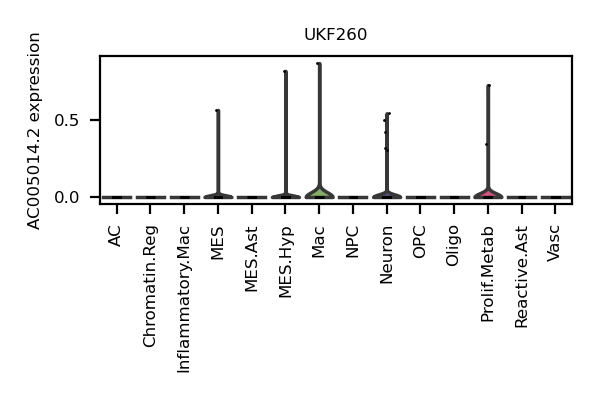 UKF260
AC005014.2 expression
0.5
0.0
AC
Chromatin.Reg
Inflammatory.Mac
MES
MES.Ast
MES.Hyp
Mac
NPC
Neuron
OPC
Oligo
Prolif.Metab
Reactive.Ast
Vasc